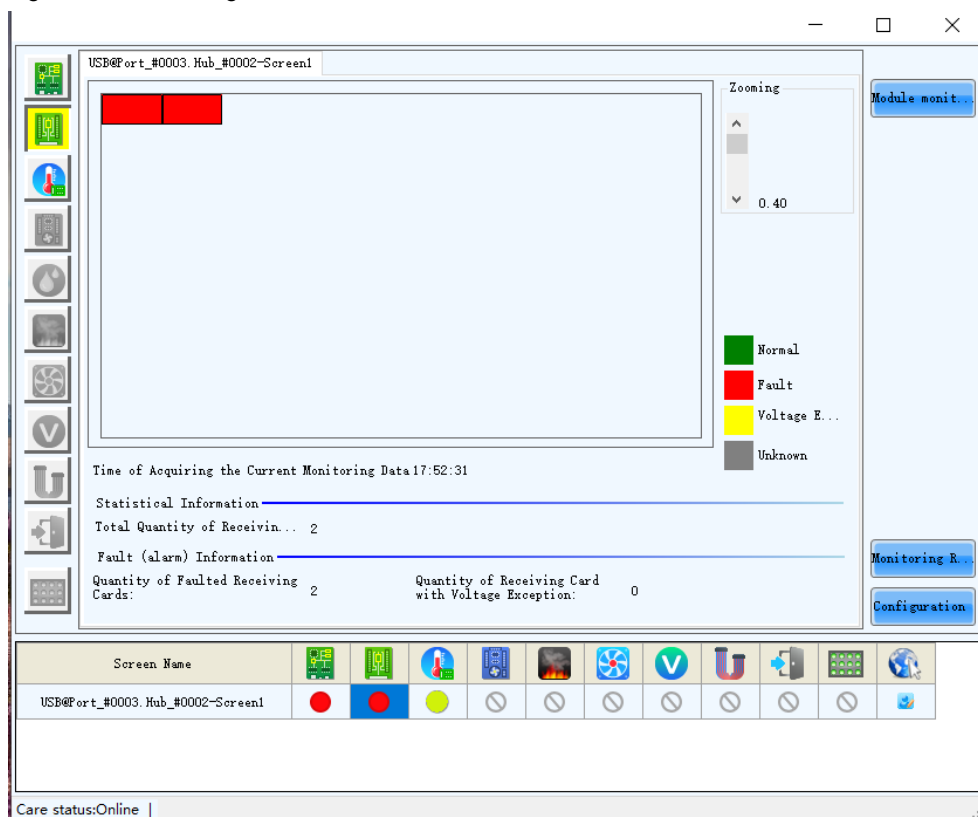 USB@Port_#0003.Hub_#0002-Screen1
Zooming
Module monit...
0.40
Normal
Fault
Voltage E...
Unknown
Time of Acquiring the Current Monitoring Data 17:52:31
Statistical Information
Total Quantity of Receivin... 2
Fault (alarm) Information
Monitoring R...
Quantity of Faulted Receiving Cards: 2
Quantity of Receiving Card with Voltage Exception: 0
Configuration
Screen Name
USB@Port_#0003.Hub_#0002-Screen1
Care status:Online |